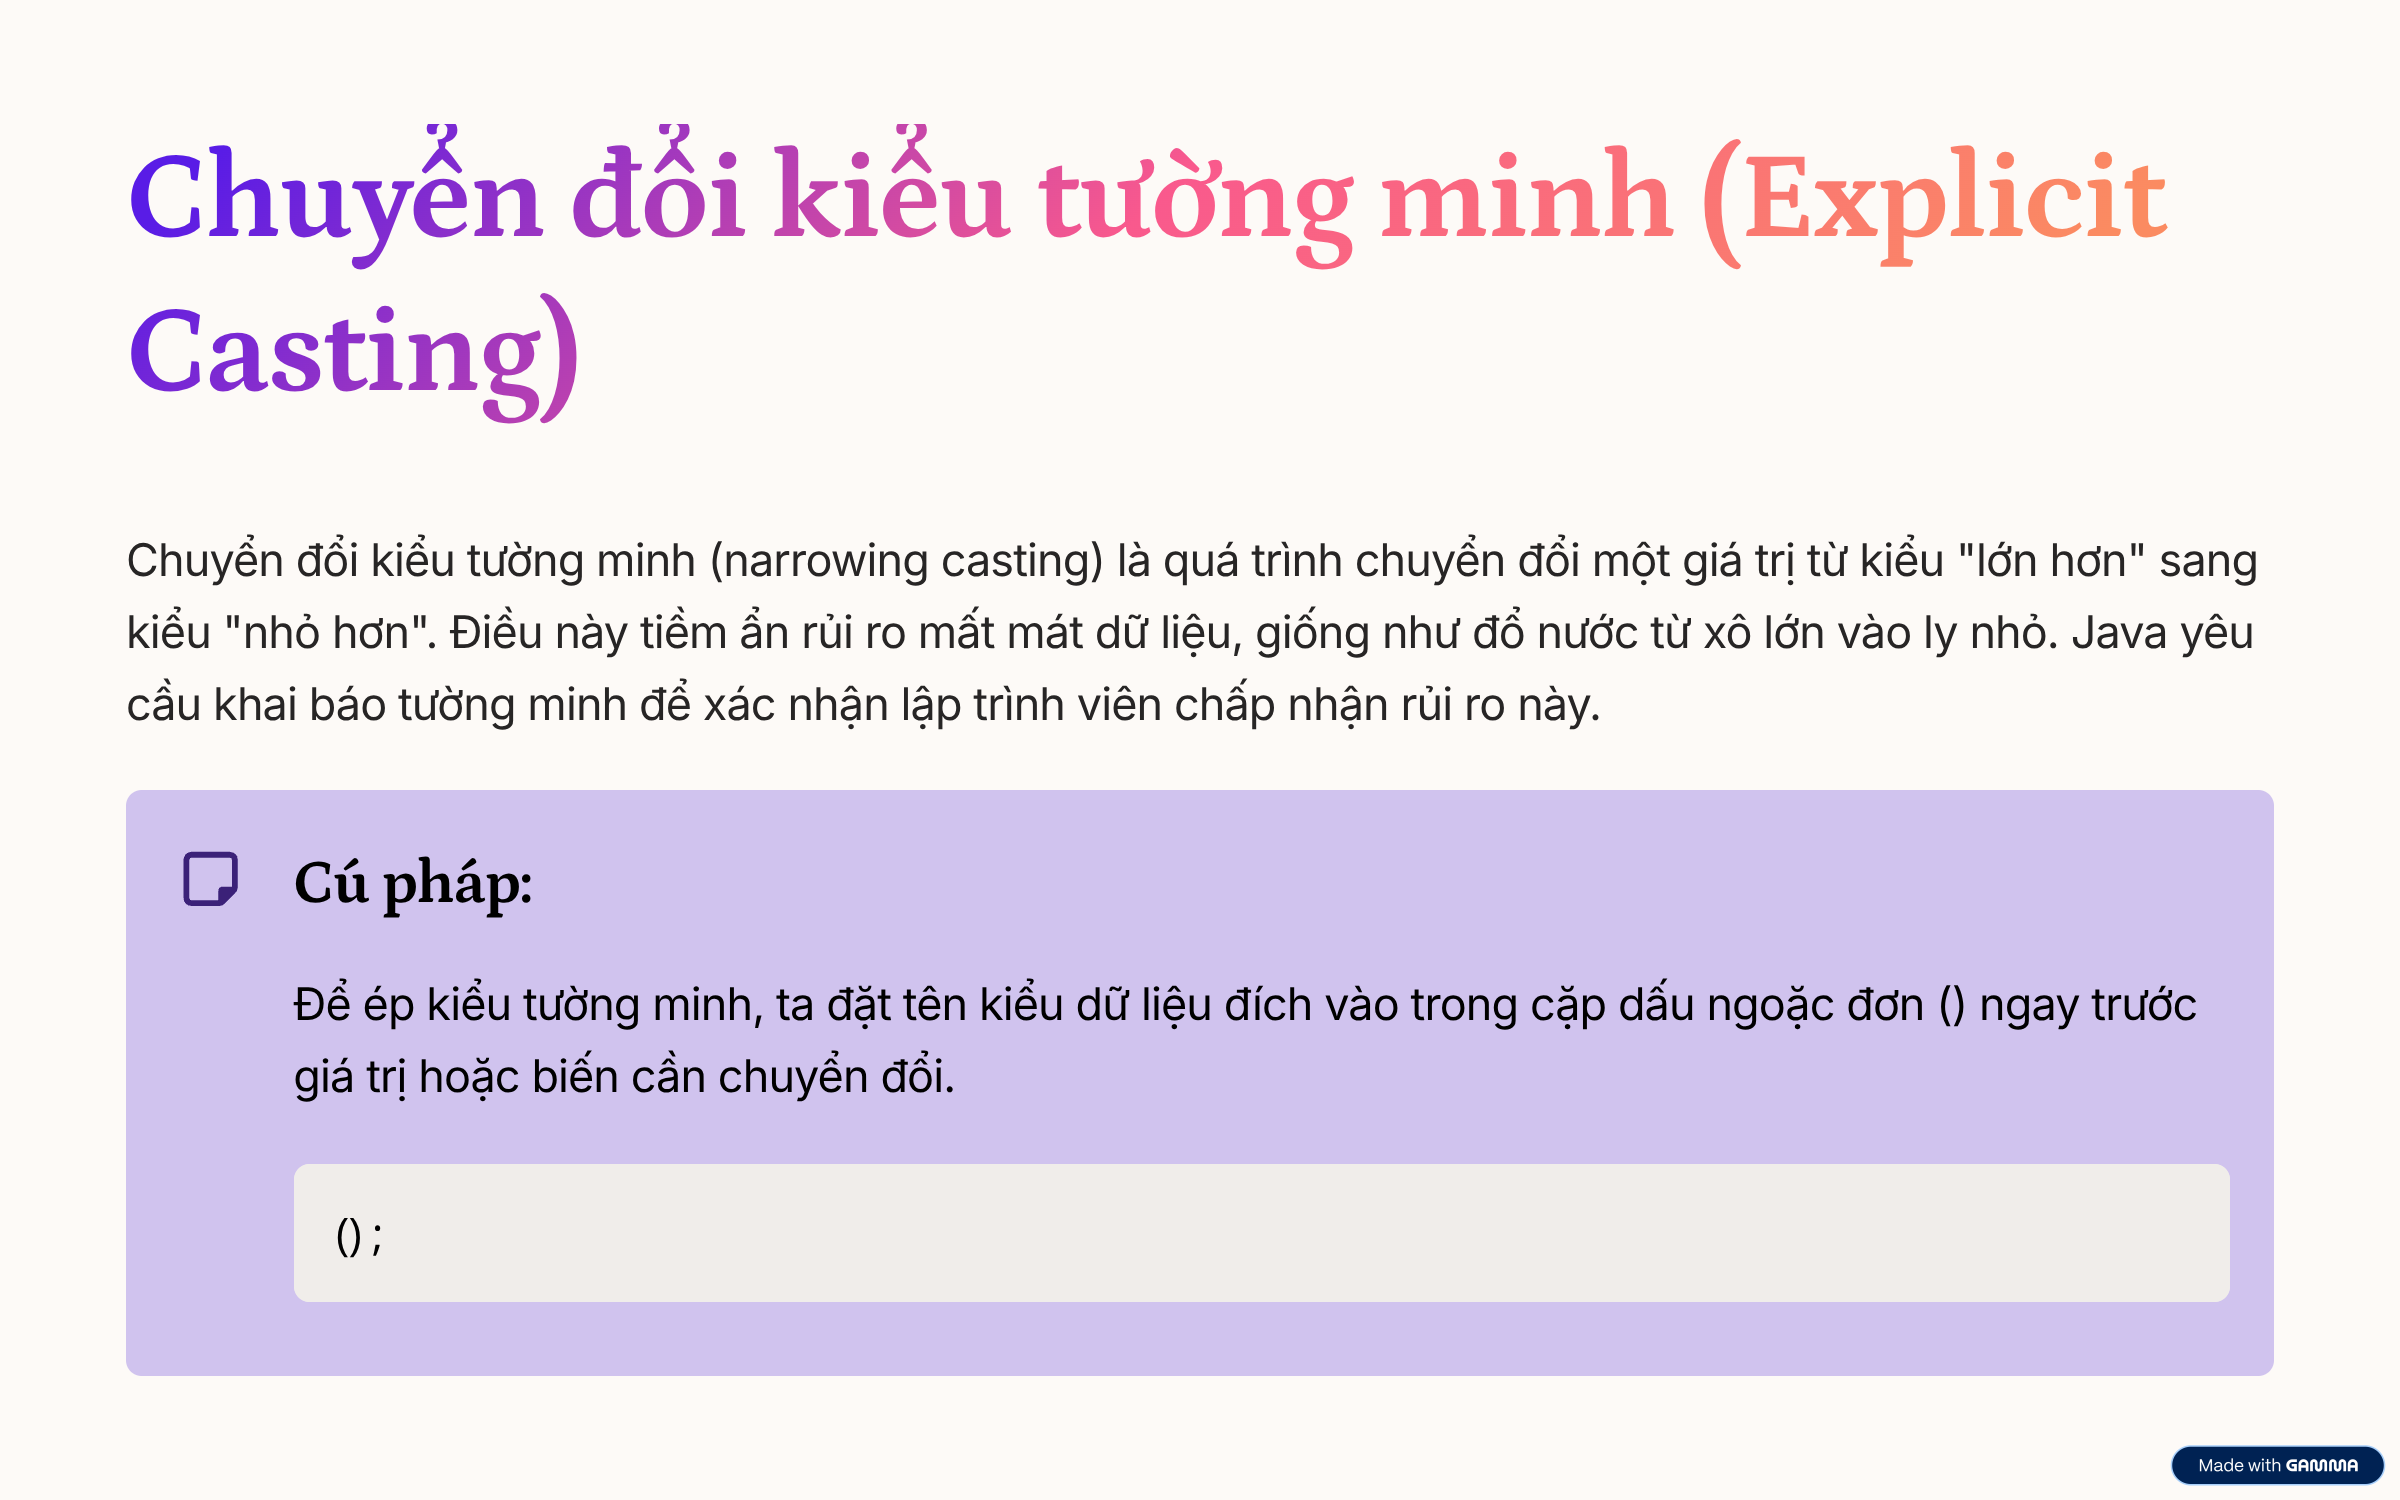 Chuyển đổi kiểu tường minh (Explicit
Casting)
Chuyển đổi kiểu tường minh (narrowing casting) là quá trình chuyển đổi một giá trị từ kiểu "lớn hơn" sang
kiểu "nhỏ hơn". Điều này tiềm ẩn rủi ro mất mát dữ liệu, giống như đổ nước từ xô lớn vào ly nhỏ. Java yêu
cầu khai báo tường minh để xác nhận lập trình viên chấp nhận rủi ro này.
Cú pháp:
Để ép kiểu tường minh, ta đặt tên kiểu dữ liệu đích vào trong cặp dấu ngoặc đơn () ngay trước
giá trị hoặc biến cần chuyển đổi.
() ;
Made with GAMMA